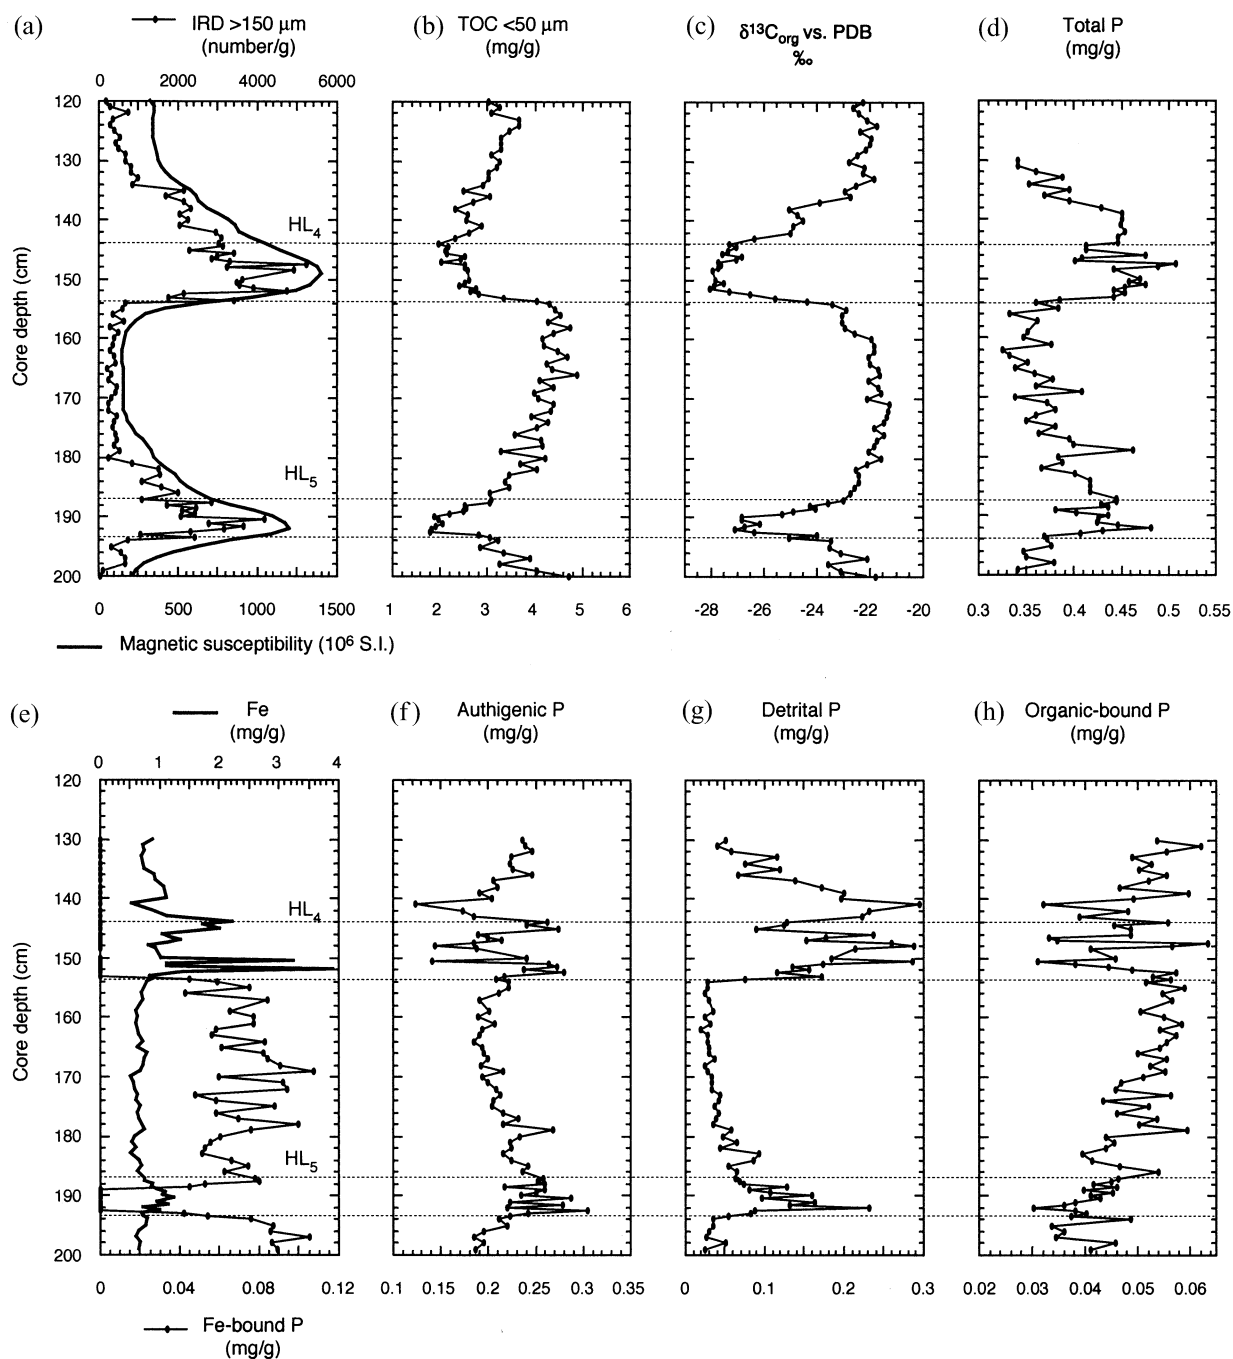 (a)
IRD >150 μm
(number/g)
0 2000 4000 6000
(b)
TOC <50 μm
(mg/g)
(c)
δ¹³Corg vs. PDB
‰
(d)
Total P
(mg/g)
Core depth (cm)
120
130
140
150
160
170
180
190
200
HL4
HL5
0 500 1000 1500
1 2 3 4 5 6
-28 -26 -24 -22 -20
0.3 0.35 0.4 0.45 0.5 0.55
Magnetic susceptibility (10⁶ S.I.)
(e)
Fe
(mg/g)
0 1 2 3 4
(f)
Authigenic P
(mg/g)
(g)
Detrital P
(mg/g)
(h)
Organic-bound P
(mg/g)
Core depth (cm)
120
130
140
150
160
170
180
190
200
HL4
HL5
0 0.04 0.08 0.12
0.1 0.15 0.2 0.25 0.3 0.35
0 0.1 0.2 0.3
0.02 0.03 0.04 0.05 0.06
Fe-bound P
(mg/g)